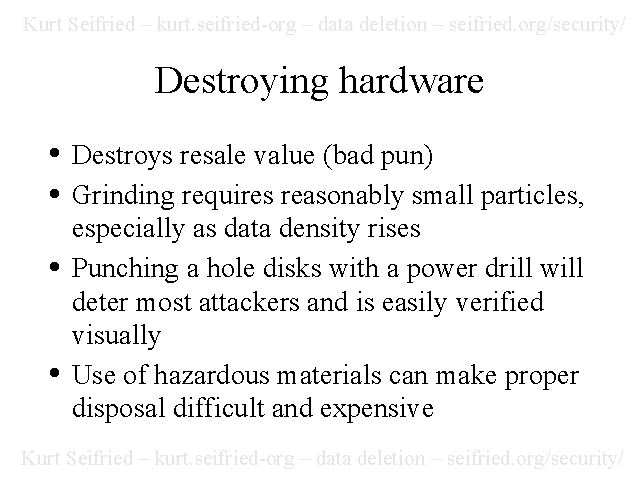 Kurt Seifried – kurt.seifried-org – data deletion – seifried.org/security/
Destroying hardware
• Destroys resale value (bad pun)
• Grinding requires reasonably small particles,
especially as data density rises
• Punching a hole disks with a power drill will
deter most attackers and is easily verified
visually
• Use of hazardous materials can make proper
disposal difficult and expensive
Kurt Seifried – kurt.seifried-org – data deletion – seifried.org/security/